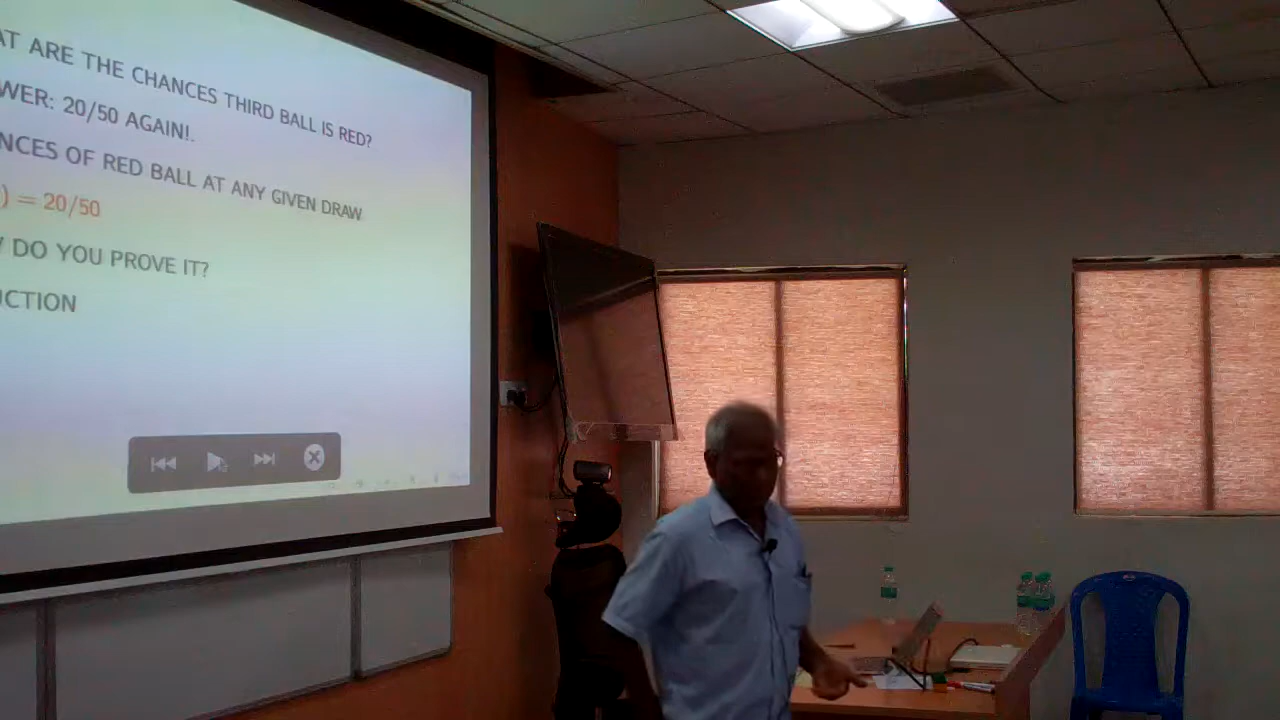 AT ARE THE CHANCES THIRD BALL IS RED?
WER: 20/50 AGAIN!.
NCES OF RED BALL AT ANY GIVEN DRAW
) = 20/50
DO YOU PROVE IT?
UCTION